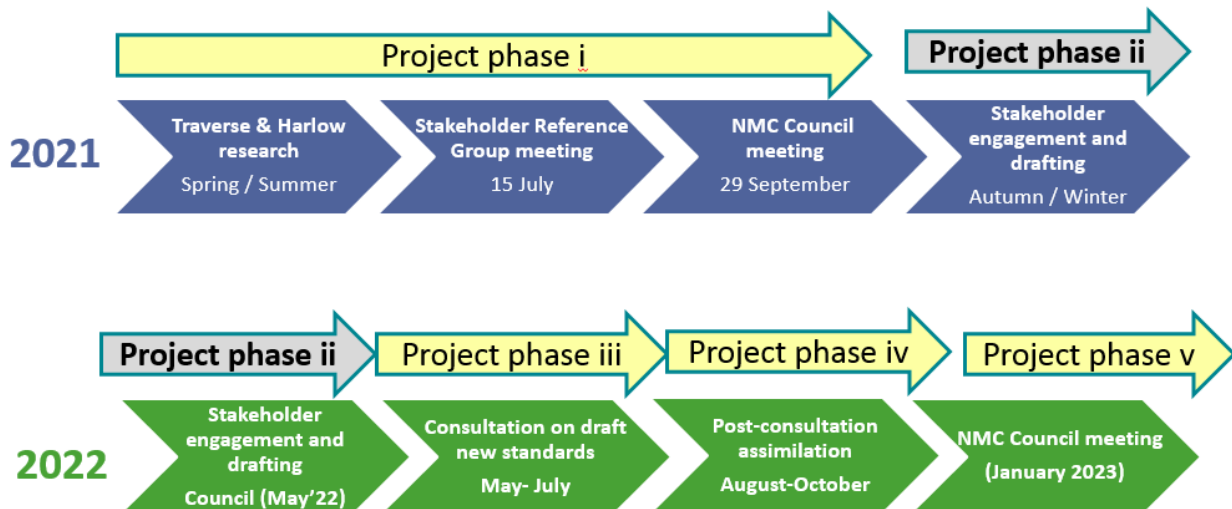 Project phase i
Project phase ii
2021
Traverse & Harlow
research
Spring / Summer
Stakeholder Reference
Group meeting
15 July
NMC Council
meeting
29 September
Stakeholder
engagement and
drafting
Autumn / Winter
Project phase ii
Project phase iii
Project phase iv
Project phase v
2022
Stakeholder
engagement and
drafting
Council (May'22)
Consultation on draft
new standards
May- July
Post-consultation
assimilation
August-October
NMC Council meeting
(January 2023)